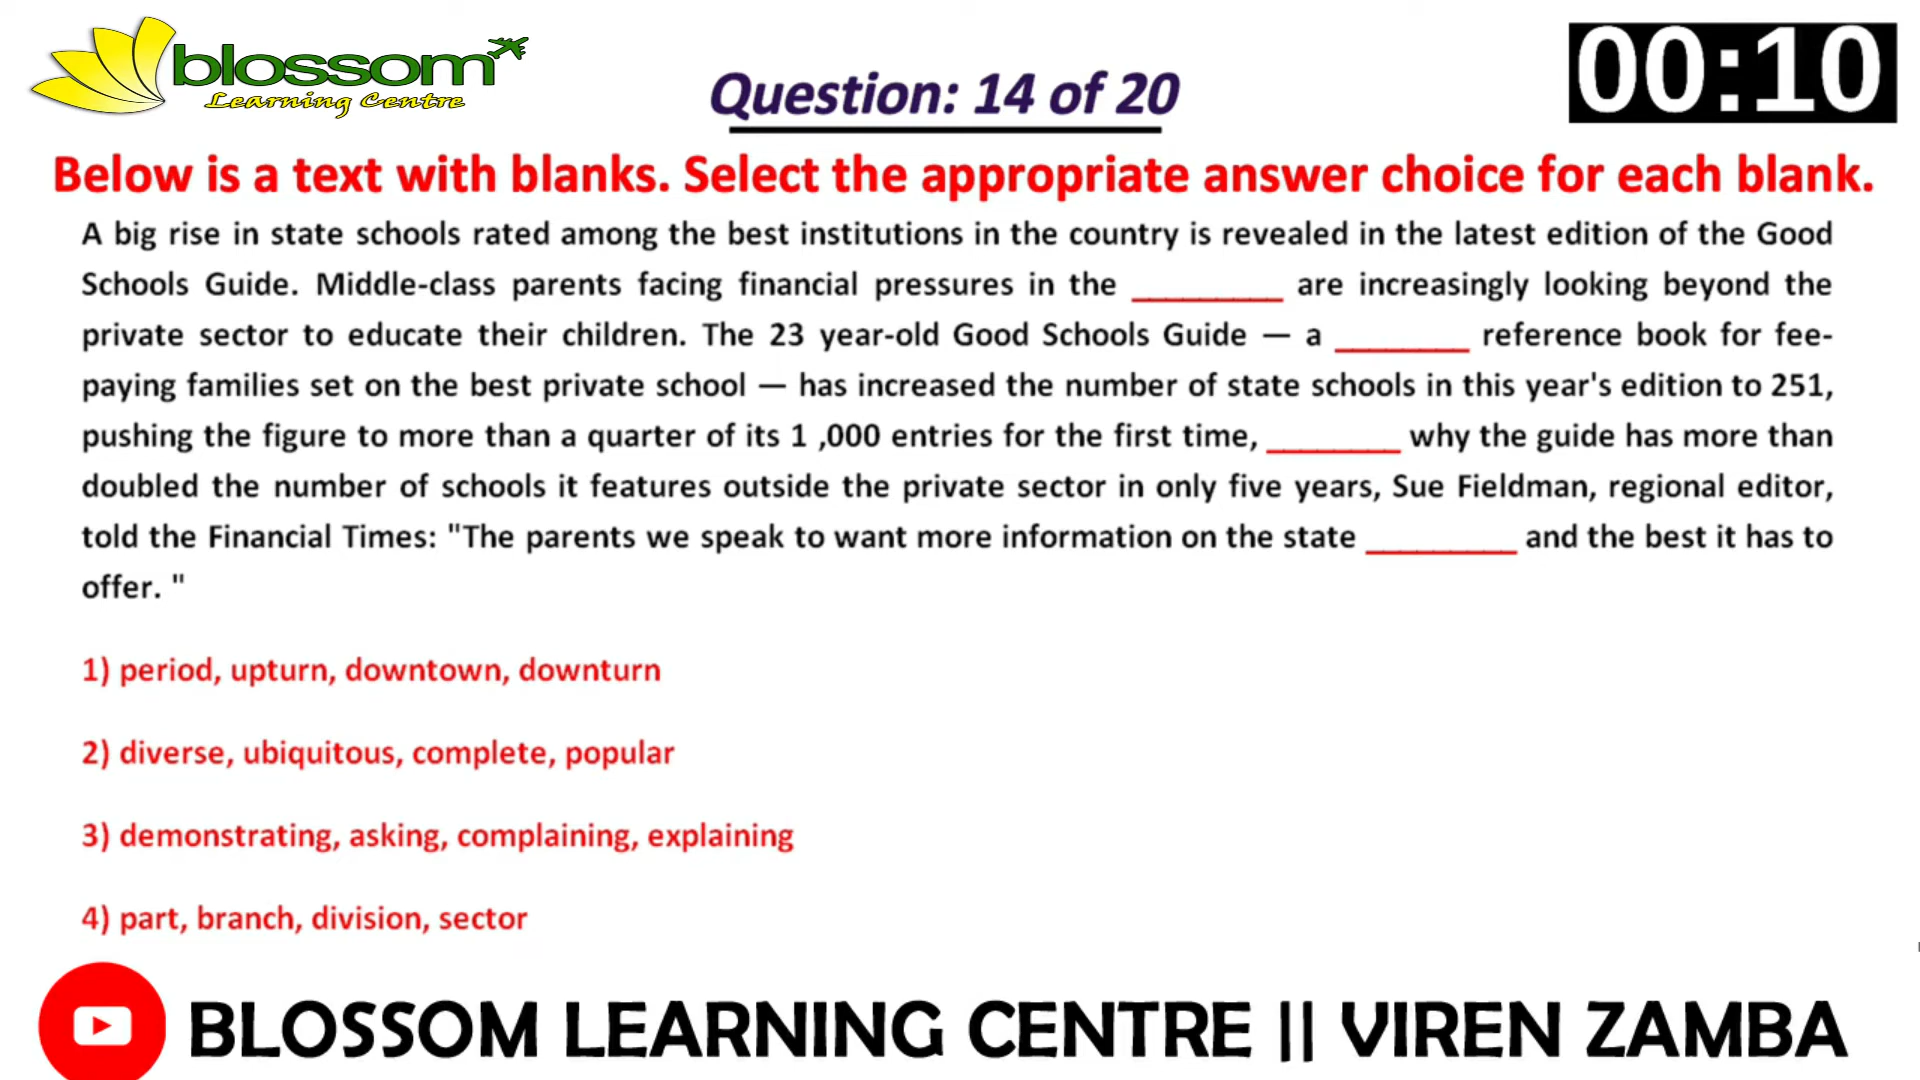 blossom
Learning Centre
Question: 14 of 20
00:10
Below is a text with blanks. Select the appropriate answer choice for each blank.
A big rise in state schools rated among the best institutions in the country is revealed in the latest edition of the Good
Schools Guide. Middle-class parents facing financial pressures in the _________ are increasingly looking beyond the
private sector to educate their children. The 23 year-old Good Schools Guide — a ________ reference book for fee-
paying families set on the best private school — has increased the number of state schools in this year's edition to 251,
pushing the figure to more than a quarter of its 1 ,000 entries for the first time, ________ why the guide has more than
doubled the number of schools it features outside the private sector in only five years, Sue Fieldman, regional editor,
told the Financial Times: "The parents we speak to want more information on the state _________ and the best it has to
offer. "
1) period, upturn, downtown, downturn
2) diverse, ubiquitous, complete, popular
3) demonstrating, asking, complaining, explaining
4) part, branch, division, sector
BLOSSOM LEARNING CENTRE || VIREN ZAMBA